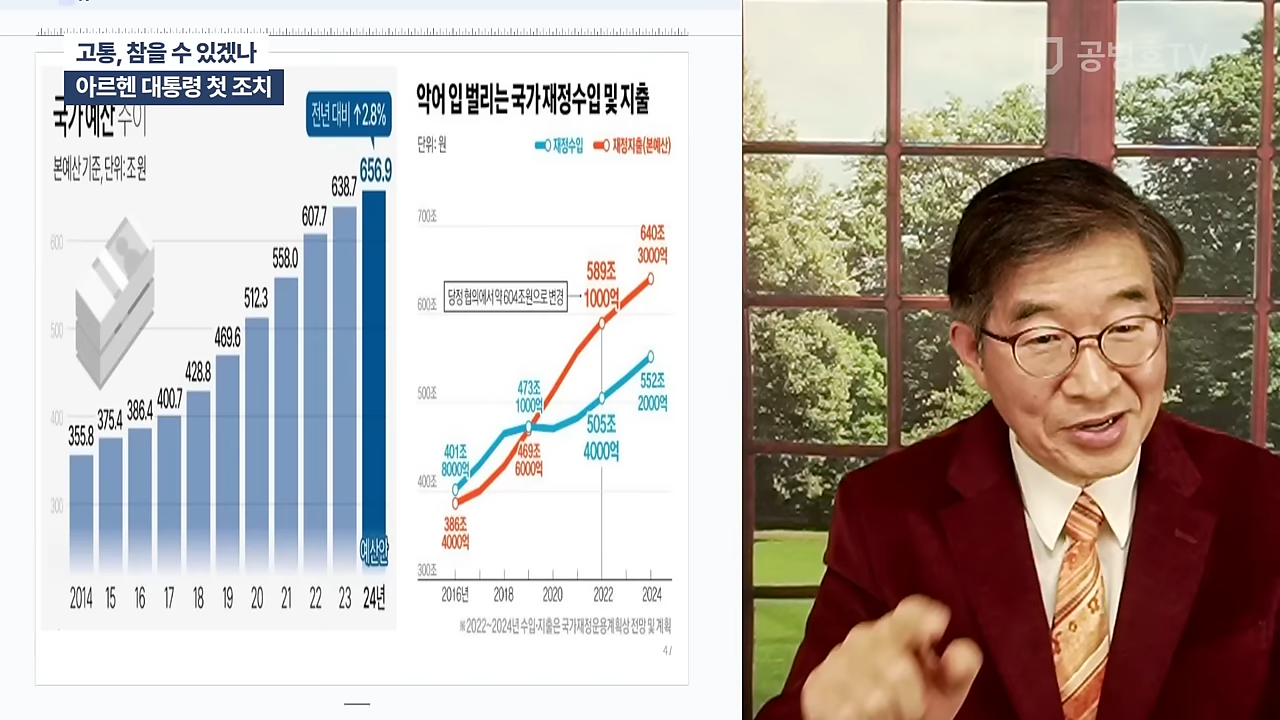 고통, 참을 수 있겠나
아르헨 대통령 첫 조치
국가 예산 추이
전년 대비 ↑2.8%
본예산 기준, 단위: 조원
656.9
638.7
607.7
558.0
512.3
469.6
428.8
400.7
386.4
375.4
355.8
600
500
400
300
예산안
2014 15 16 17 18 19 20 21 22 23 24년
악어 입 벌리는 국가 재정수입 및 지출
단위: 원
재정수입 재정지출(본예산)
700조
640조
3000억
589조
1000억
당정 협의에서 약 604조원으로 변경
600조
552조
2000억
473조
1000억
500조
505조
4000억
401조
8000억
469조
6000억
400조
386조
4000억
300조
2016년 2018 2020 2022 2024
※2022~2024년 수입·지출은 국가재정운용계획상 전망 및 계획
4 /
공병호TV